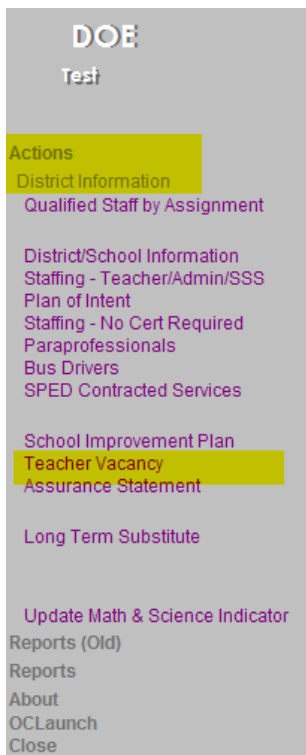 DOE
Test
Actions
District Information
Qualified Staff by Assignment
District/School Information
Staffing - Teacher/Admin/SSS
Plan of Intent
Staffing - No Cert Required
Paraprofessionals
Bus Drivers
SPED Contracted Services
School Improvement Plan
Teacher Vacancy
Assurance Statement
Long Term Substitute
Update Math & Science Indicator
Reports (Old)
Reports
About
OCLaunch
Close